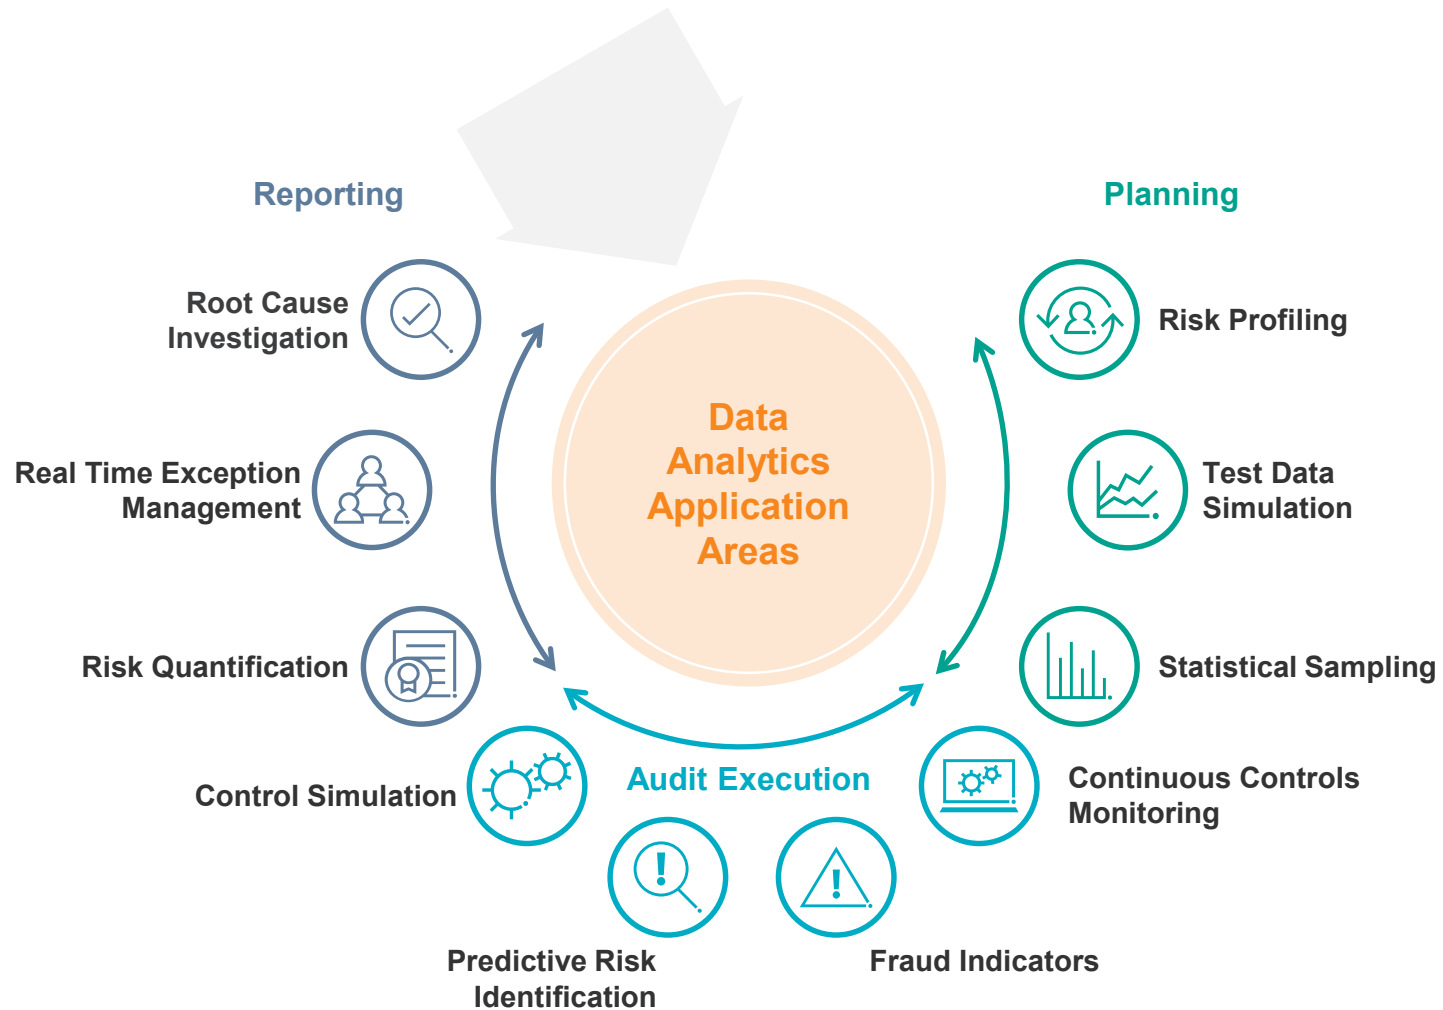 Reporting
Planning
Root Cause
Investigation
Risk Profiling
Data
Analytics
Application
Areas
Real Time Exception
Management
Test Data
Simulation
Risk Quantification
Statistical Sampling
Control Simulation
Audit Execution
Continuous Controls
Monitoring
Predictive Risk
Identification
Fraud Indicators